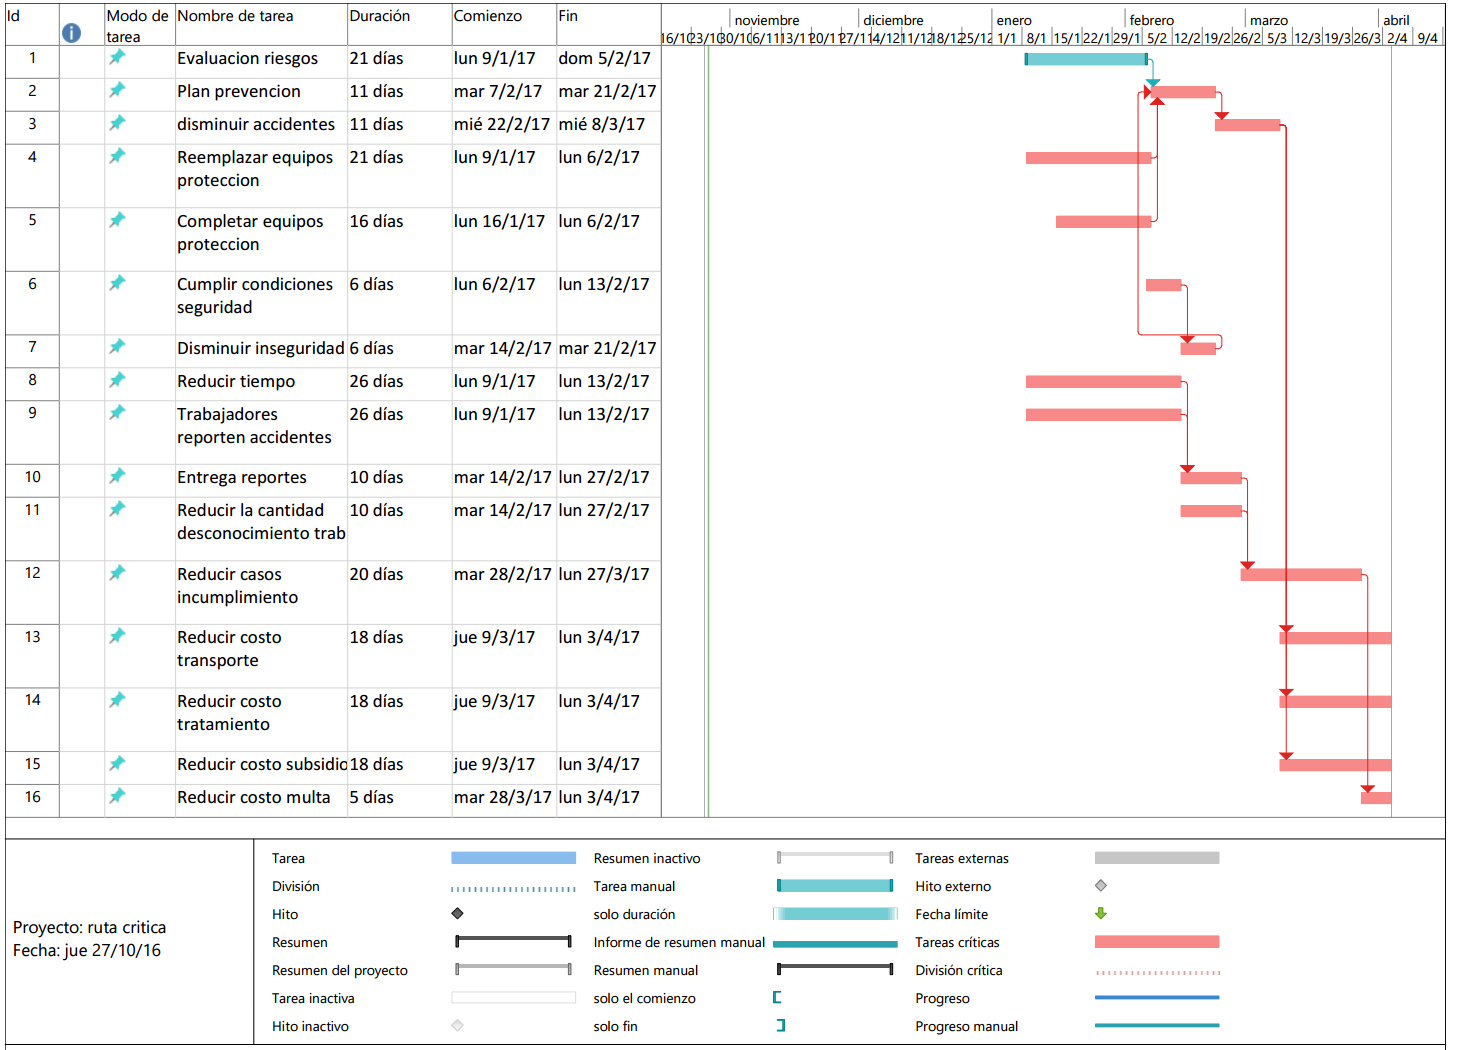 Id
Modo de tarea
Nombre de tarea
Duración
Comienzo
Fin
noviembre
diciembre
enero
febrero
marzo
abril
16/10 23/10 30/10 6/11 13/11 20/11 27/11 4/12 11/12 18/12 25/12 1/1 8/1 15/1 22/1 29/1 5/2 12/2 19/2 26/2 5/3 12/3 19/3 26/3 2/4 9/4
1 Evaluacion riesgos 21 días lun 9/1/17 dom 5/2/17
2 Plan prevencion 11 días mar 7/2/17 mar 21/2/17
3 disminuir accidentes 11 días mié 22/2/17 mié 8/3/17
4 Reemplazar equipos 21 días lun 9/1/17 lun 6/2/17
proteccion
5 Completar equipos 16 días lun 16/1/17 lun 6/2/17
proteccion
6 Cumplir condiciones 6 días lun 6/2/17 lun 13/2/17
seguridad
7 Disminuir inseguridad 6 días mar 14/2/17 mar 21/2/17
8 Reducir tiempo 26 días lun 9/1/17 lun 13/2/17
9 Trabajadores 26 días lun 9/1/17 lun 13/2/17
reporten accidentes
10 Entrega reportes 10 días mar 14/2/17 lun 27/2/17
11 Reducir la cantidad 10 días mar 14/2/17 lun 27/2/17
desconocimiento trab
12 Reducir casos 20 días mar 28/2/17 lun 27/3/17
incumplimiento
13 Reducir costo 18 días jue 9/3/17 lun 3/4/17
transporte
14 Reducir costo 18 días jue 9/3/17 lun 3/4/17
tratamiento
15 Reducir costo subsidio 18 días jue 9/3/17 lun 3/4/17
16 Reducir costo multa 5 días mar 28/3/17 lun 3/4/17
Proyecto: ruta critica
Fecha: jue 27/10/16
Tarea
División
Hito
Resumen
Resumen del proyecto
Tarea inactiva
Hito inactivo
Resumen inactivo
Tarea manual
solo duración
Informe de resumen manual
Resumen manual
solo el comienzo
solo fin
Tareas externas
Hito externo
Fecha límite
Tareas críticas
División crítica
Progreso
Progreso manual